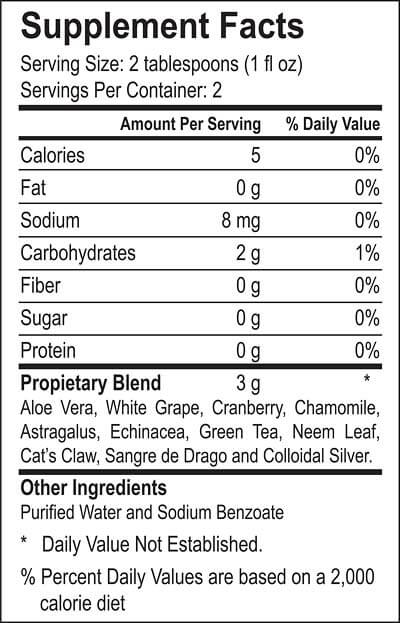 Supplement Facts
Serving Size: 2 tablespoons (1 fl oz)
Servings Per Container: 2
Amount Per Serving % Daily Value
Calories 5 0%
Fat 0 g 0%
Sodium 8 mg 0%
Carbohydrates 2 g 1%
Fiber 0 g 0%
Sugar 0 g 0%
Protein 0 g 0%
Propietary Blend 3 g *
Aloe Vera, White Grape, Cranberry, Chamomile,
Astragalus, Echinacea, Green Tea, Neem Leaf,
Cat's Claw, Sangre de Drago and Colloidal Silver.
Other Ingredients
Purified Water and Sodium Benzoate
* Daily Value Not Established.
% Percent Daily Values are based on a 2,000
calorie diet